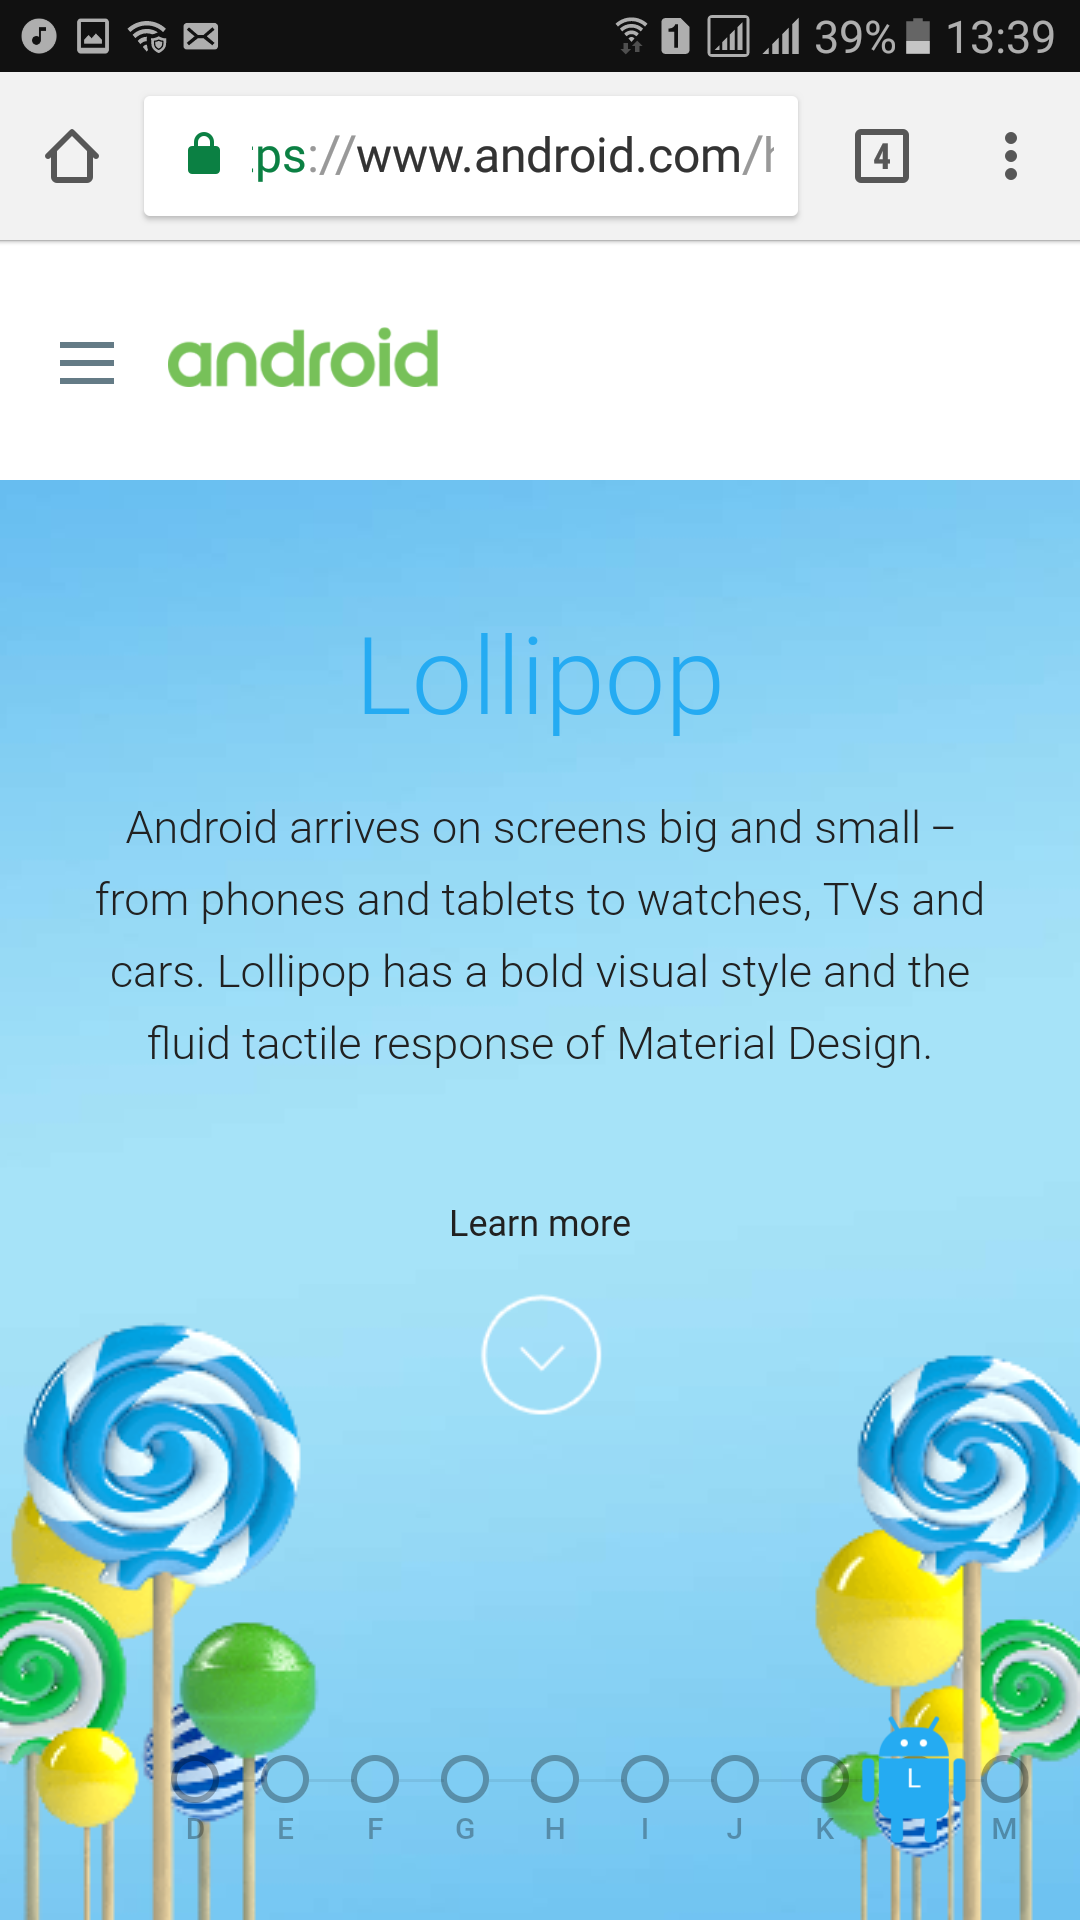 1 39% 13:39
tps://www.android.com/h
4
android
Lollipop
Android arrives on screens big and small –
from phones and tablets to watches, TVs and
cars. Lollipop has a bold visual style and the
fluid tactile response of Material Design.
Learn more
L
D E F G H I J K M